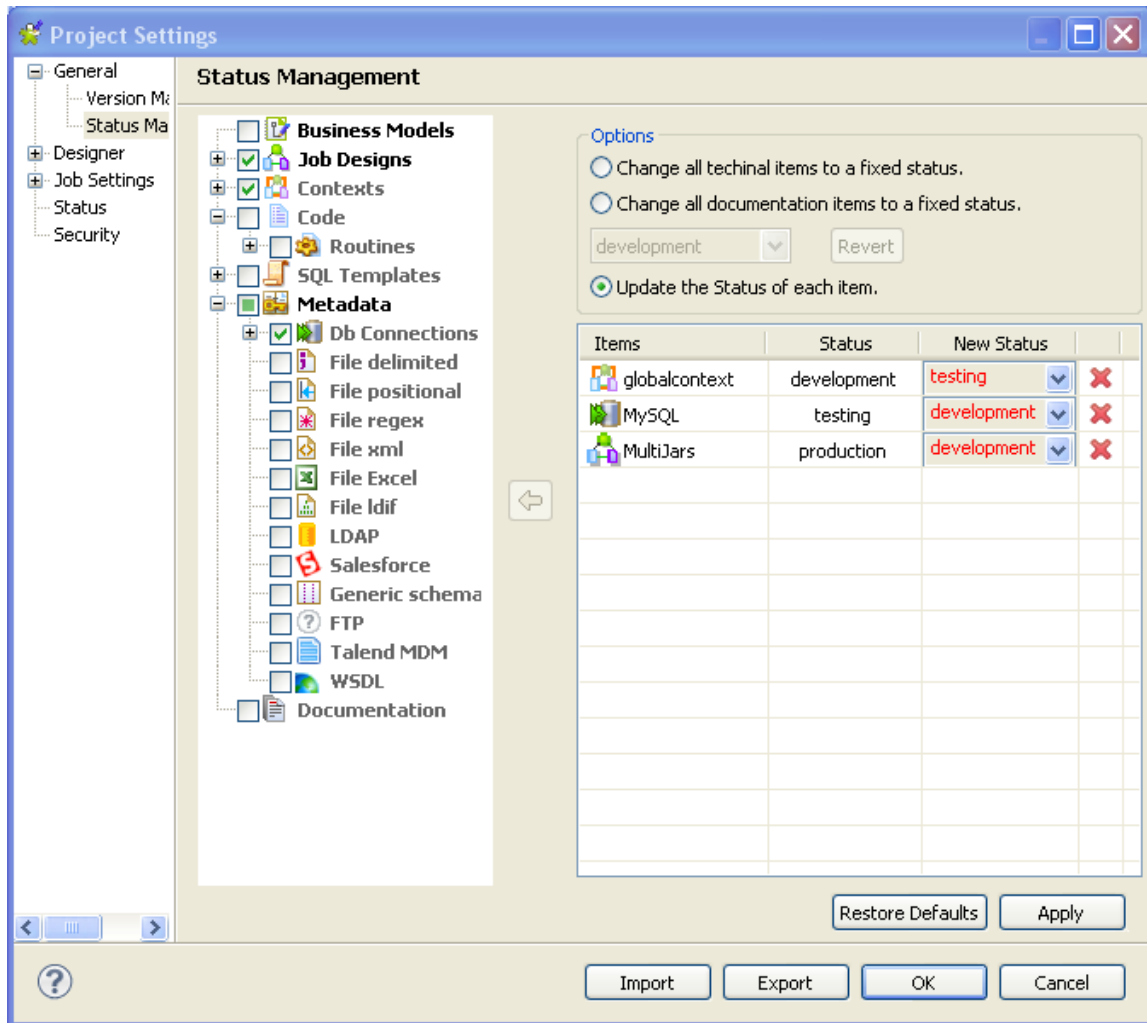 Project Settings
General
Version Ma
Status Ma
Designer
Job Settings
Status
Security
Status Management
Business Models
Job Designs
Contexts
Code
Routines
SQL Templates
Metadata
Db Connections
File delimited
File positional
File regex
File xml
File Excel
File ldif
LDAP
Salesforce
Generic schema
FTP
Talend MDM
WSDL
Documentation
Options
Change all techinal items to a fixed status.
Change all documentation items to a fixed status.
development Revert
Update the Status of each item.
Items Status New Status
globalcontext development testing
MySQL testing development
MultiJars production development
Restore Defaults Apply
Import Export OK Cancel